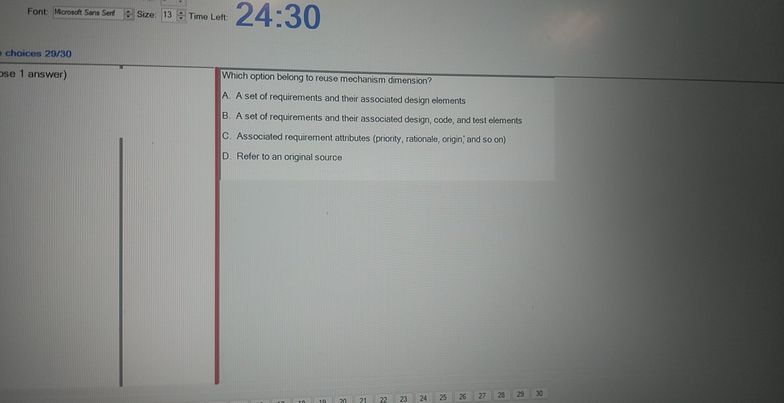 Font: Microsoft Sans Serif Size: 13 Time Left: 24:30
choices 29/30
ose 1 answer)
Which option belong to reuse mechanism dimension?
A. A set of requirements and their associated design elements
B. A set of requirements and their associated design, code, and test elements
C. Associated requirement attributes (priority, rationale, origin, and so on)
D. Refer to an original source
19 20 21 22 23 24 25 26 27 28 29 30